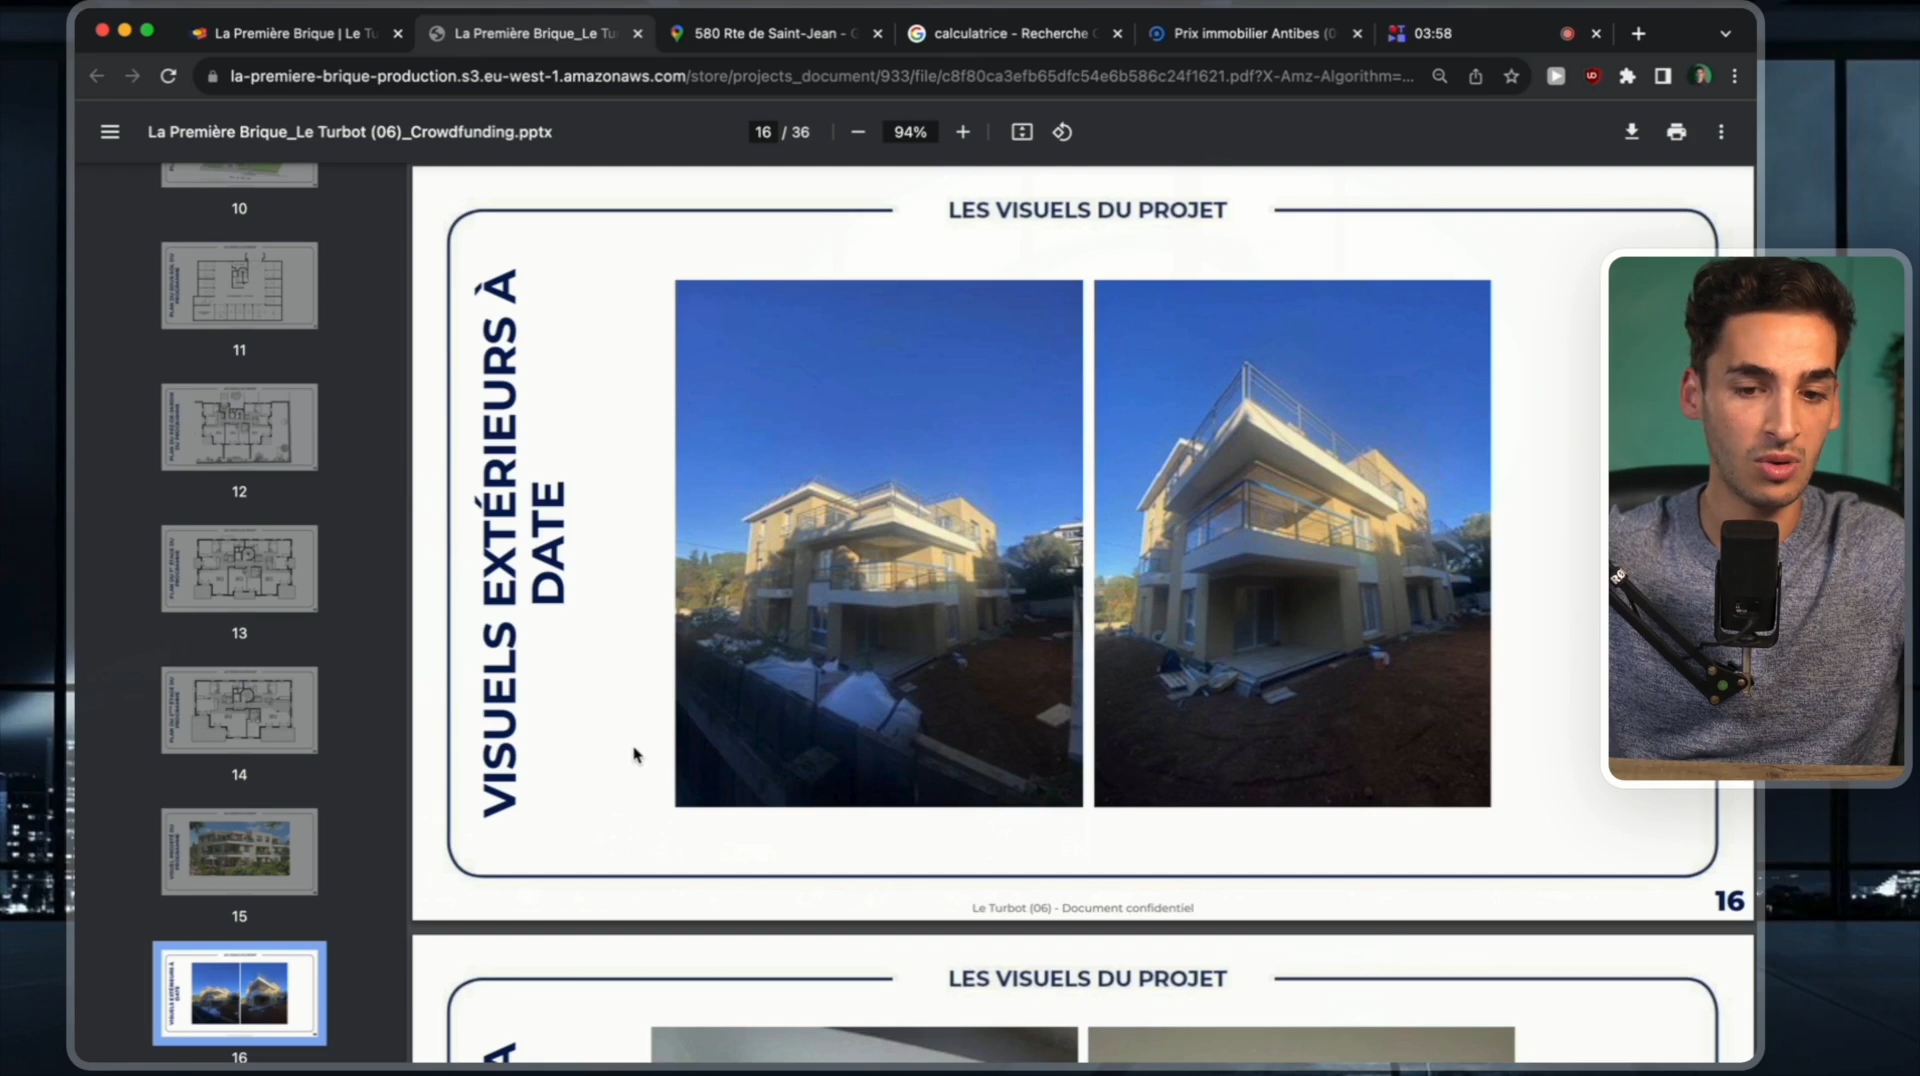 La Première Brique | Le Tu
La Première Brique_Le Tu
580 Rte de Saint-Jean - G
calculatrice - Recherche
Prix immobilier Antibes (0
03:58
la-premiere-brique-production.s3.eu-west-1.amazonaws.com/store/projects_document/933/file/c8f80ca3efb65dfc54e6b586c24f1621.pdf?X-Amz-Algorithm=...
La Première Brique_Le Turbot (06)_Crowdfunding.pptx
16 / 36
94%
10
11
12
13
14
15
16
LES VISUELS DU PROJET
VISUELS EXTÉRIEURS À
DATE
Le Turbot (06) - Document confidentiel
16
LES VISUELS DU PROJET